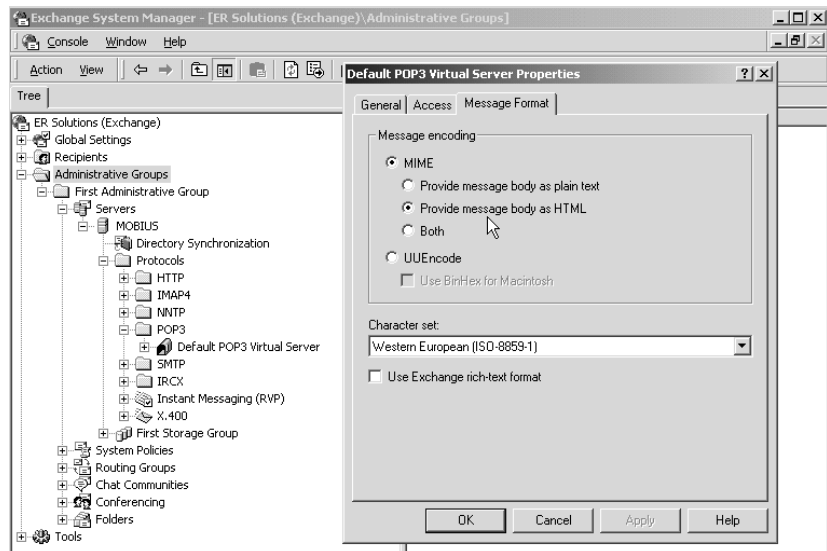 Exchange System Manager - [ER Solutions (Exchange)\Administrative Groups]
Console Window Help
Action View
Tree
ER Solutions (Exchange)
Global Settings
Recipients
Administrative Groups
First Administrative Group
Servers
MOBIUS
Directory Synchronization
Protocols
HTTP
IMAP4
NNTP
POP3
Default POP3 Virtual Server
SMTP
IRCX
Instant Messaging (RVP)
X.400
First Storage Group
System Policies
Routing Groups
Chat Communities
Conferencing
Folders
Tools
Default POP3 Virtual Server Properties
General Access Message Format
Message encoding
MIME
Provide message body as plain text
Provide message body as HTML
Both
UUEncode
Use BinHex for Macintosh
Character set:
Western European (ISO-8859-1)
Use Exchange rich-text format
OK Cancel Apply Help